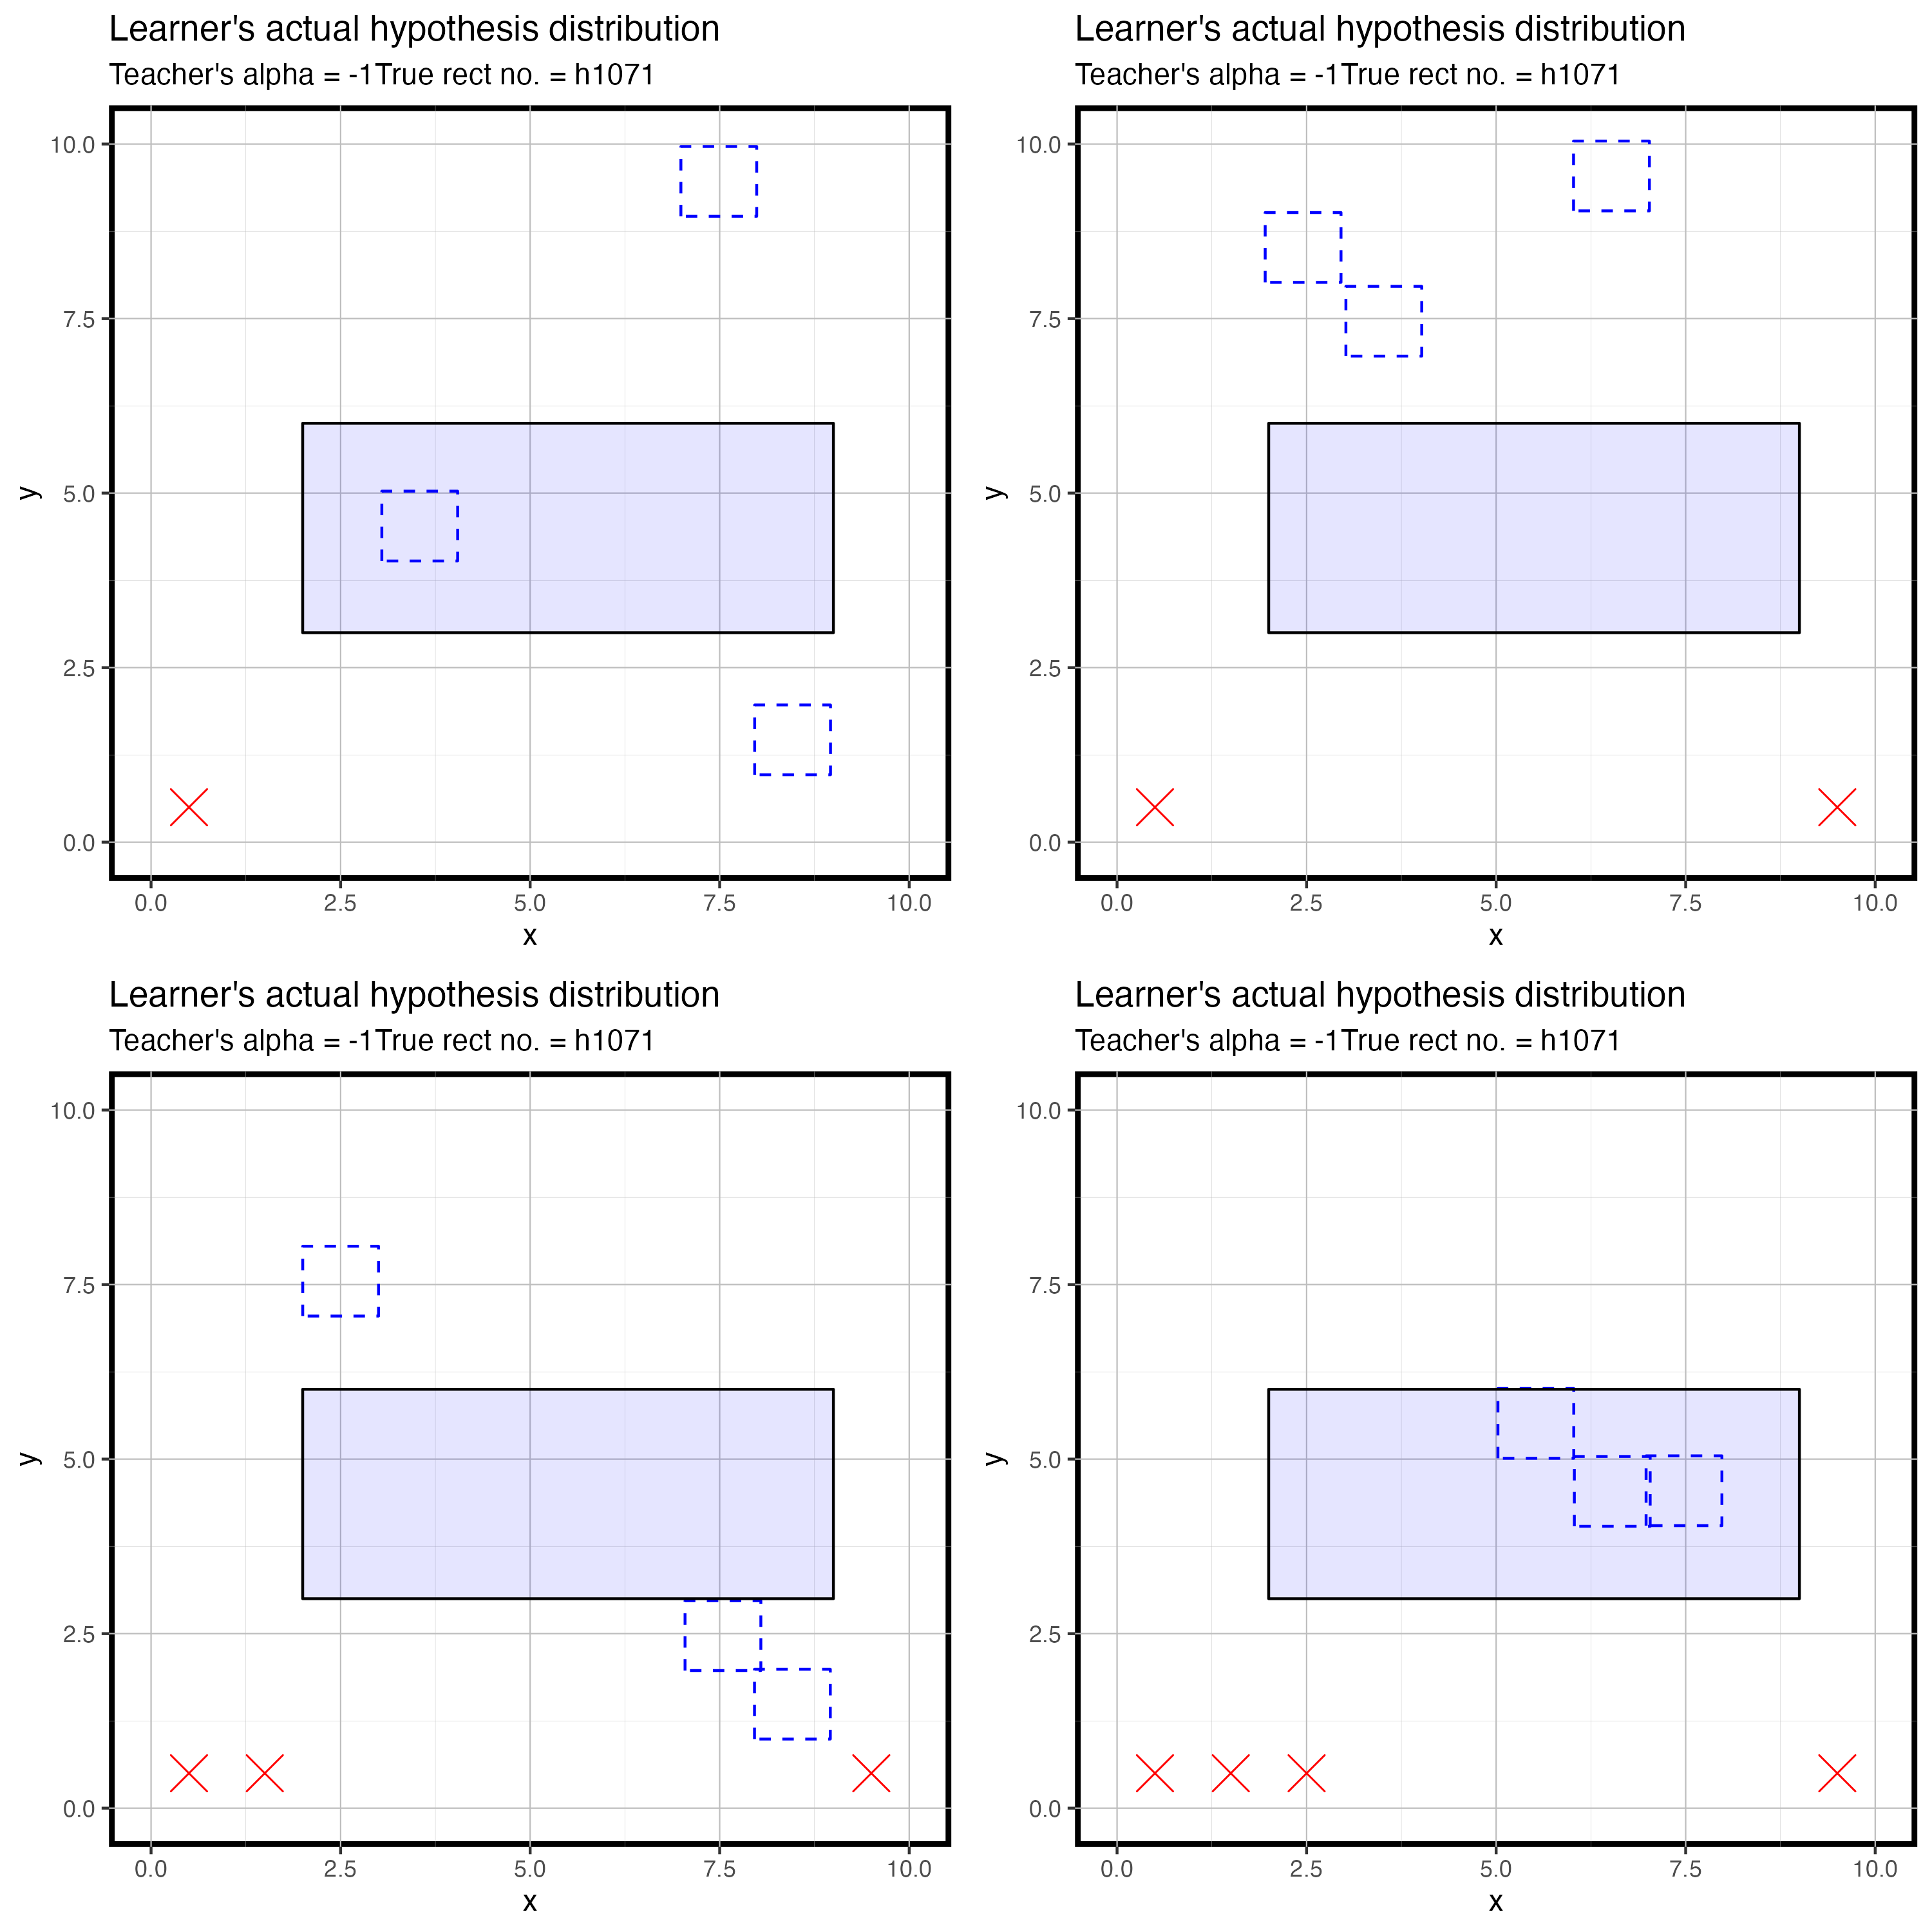 Learner's actual hypothesis distribution
Teacher's alpha = -1True rect no. = h1071
10.0
7.5
5.0
2.5
0.0
y
0.0 2.5 5.0 7.5 10.0
x
Learner's actual hypothesis distribution
Teacher's alpha = -1True rect no. = h1071
10.0
7.5
5.0
2.5
0.0
y
0.0 2.5 5.0 7.5 10.0
x
Learner's actual hypothesis distribution
Teacher's alpha = -1True rect no. = h1071
10.0
7.5
5.0
2.5
0.0
y
0.0 2.5 5.0 7.5 10.0
x
Learner's actual hypothesis distribution
Teacher's alpha = -1True rect no. = h1071
10.0
7.5
5.0
2.5
0.0
y
0.0 2.5 5.0 7.5 10.0
x